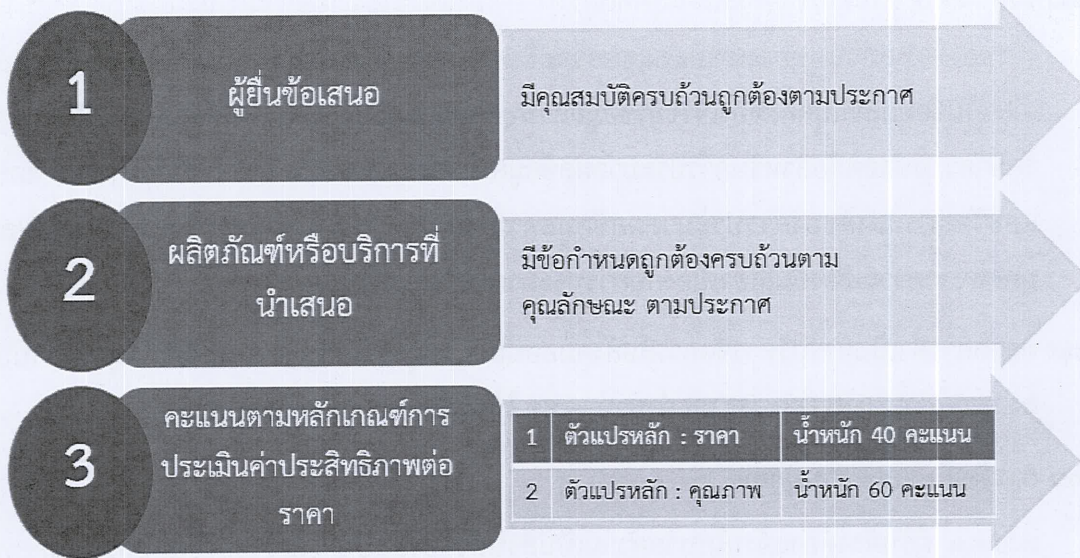 1
ผู้ยื่นข้อเสนอ
มีคุณสมบัติครบถ้วนถูกต้องตามประกาศ
2
ผลิตภัณฑ์หรือบริการที่
นำเสนอ
มีข้อกำหนดถูกต้องครบถ้วนตาม
คุณลักษณะ ตามประกาศ
3
คะแนนตามหลักเกณฑ์การ
ประเมินค่าประสิทธิภาพต่อ
ราคา
1 ตัวแปรหลัก : ราคา น้ำหนัก 40 คะแนน
2 ตัวแปรหลัก : คุณภาพ น้ำหนัก 60 คะแนน